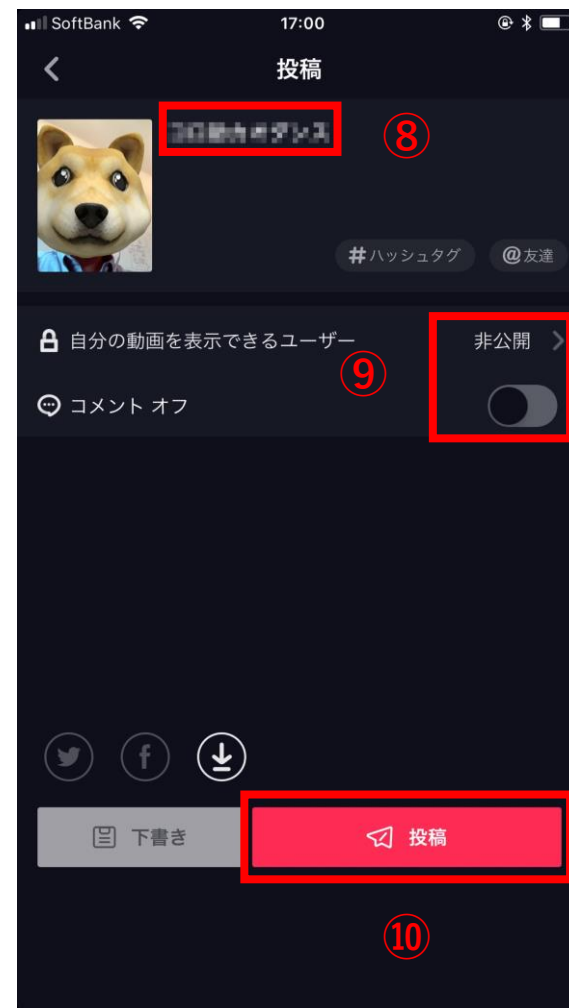 SoftBank 17:00
投稿
⑧
#ハッシュタグ @友達
自分の動画を表示できるユーザー 非公開
⑨
コメント オフ
下書き 投稿
⑩